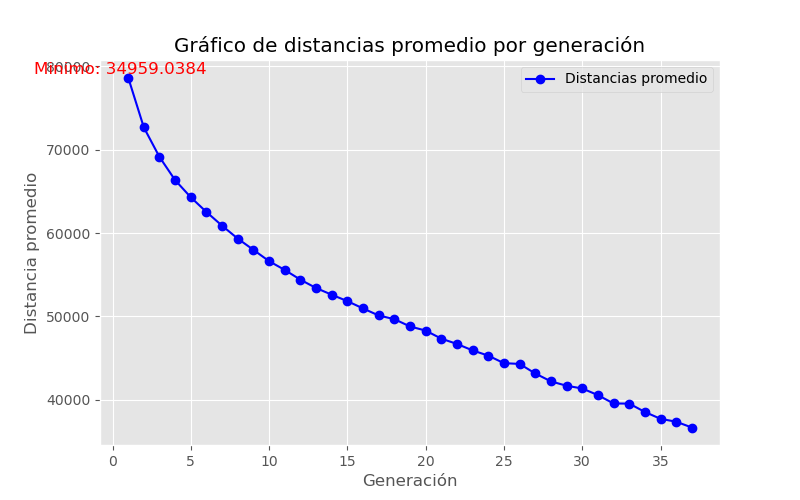 Gráfico de distancias promedio por generación
Mínimo: 34959.0384
Distancias promedio
80000
70000
60000
50000
40000
Distancia promedio
0 5 10 15 20 25 30 35
Generación